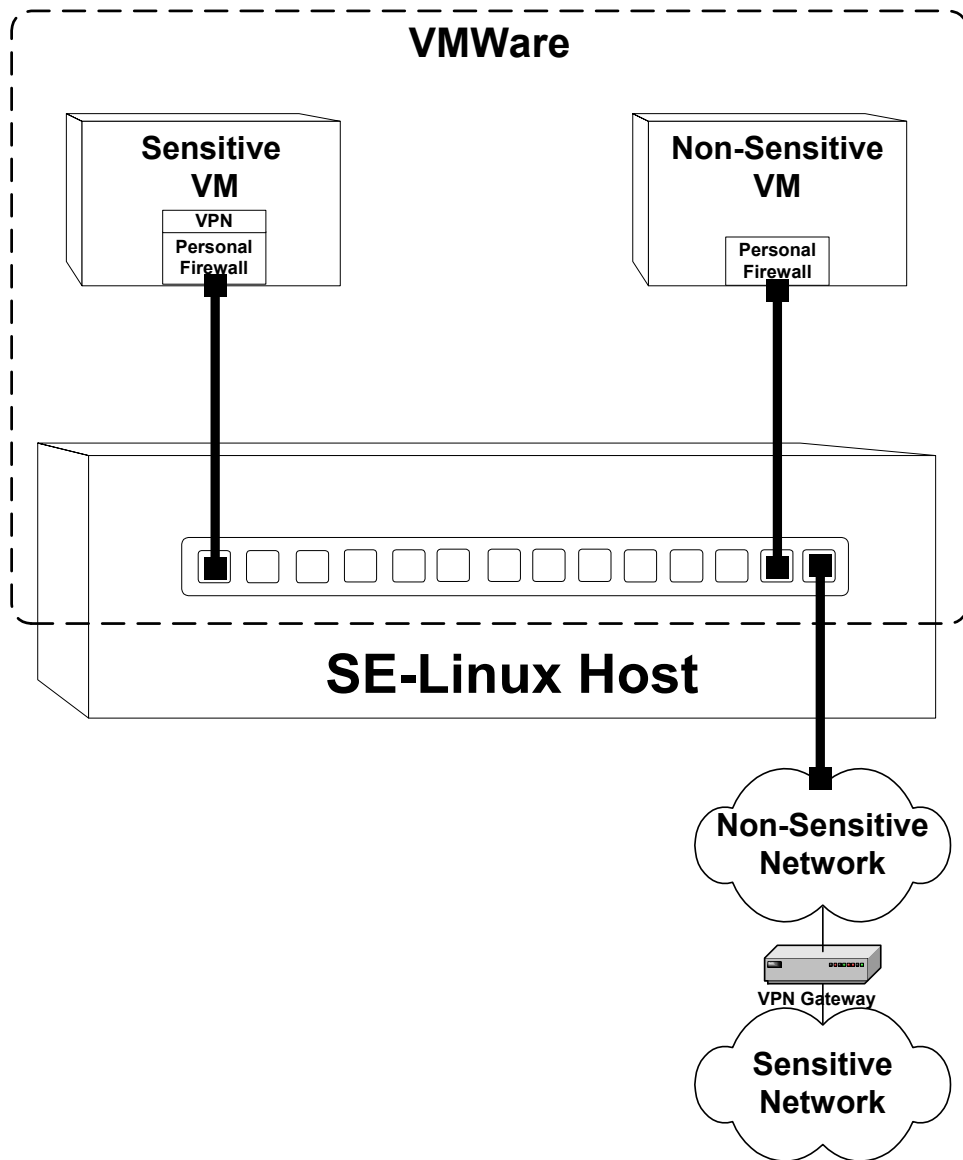 VMWare
Sensitive
VM
VPN
Personal
Firewall
Non-Sensitive
VM
Personal
Firewall
SE-Linux Host
Non-Sensitive
Network
VPN Gateway
Sensitive
Network